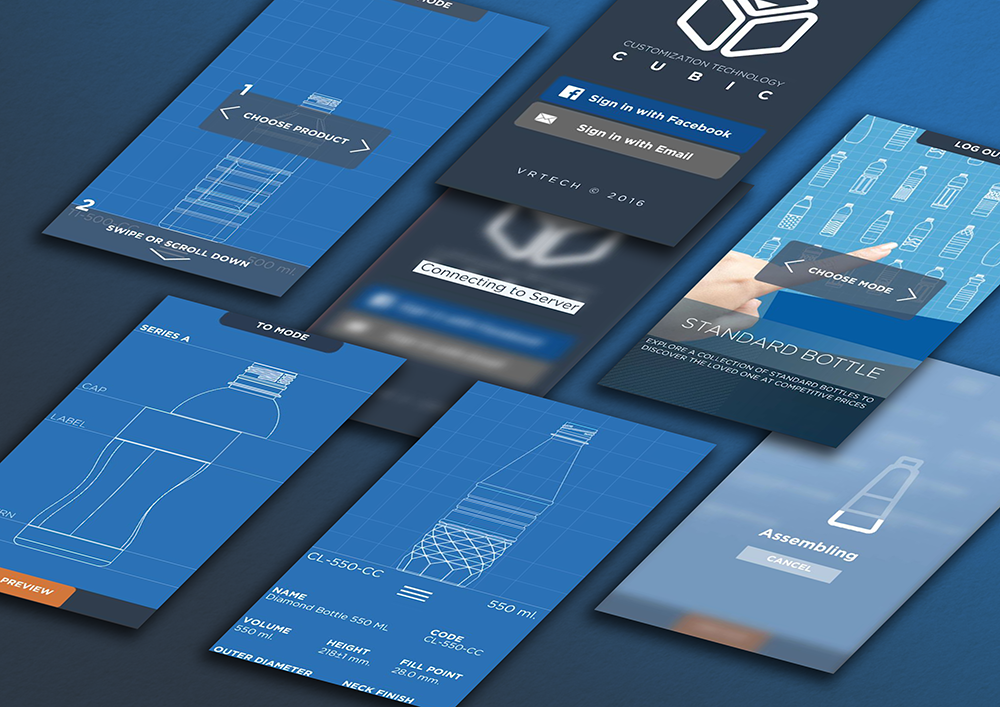 MODE
1
CHOOSE PRODUCT
2
SWIPE OR SCROLL DOWN
CUSTOMIZATION TECHNOLOGY
CUBIC
Sign in with Facebook
Sign in with Email
VRTECH © 2016
Connecting to Server
LOG OU
CHOOSE MODE
STANDARD BOTTLE
EXPLORE A COLLECTION OF STANDARD BOTTLES TO
DISCOVER THE LOVED ONE AT COMPETITIVE PRICES
SERIES A
TO MODE
CAP
LABEL
RN
PREVIEW
CL-550-CC
550 ml.
NAME
Diamond Bottle 550 ML
CODE
CL-550-CC
VOLUME
550 ml.
HEIGHT
218±1 mm.
FILL POINT
28.0 mm.
OUTER DIAMETER
NECK FINISH
Assembling
CANCEL